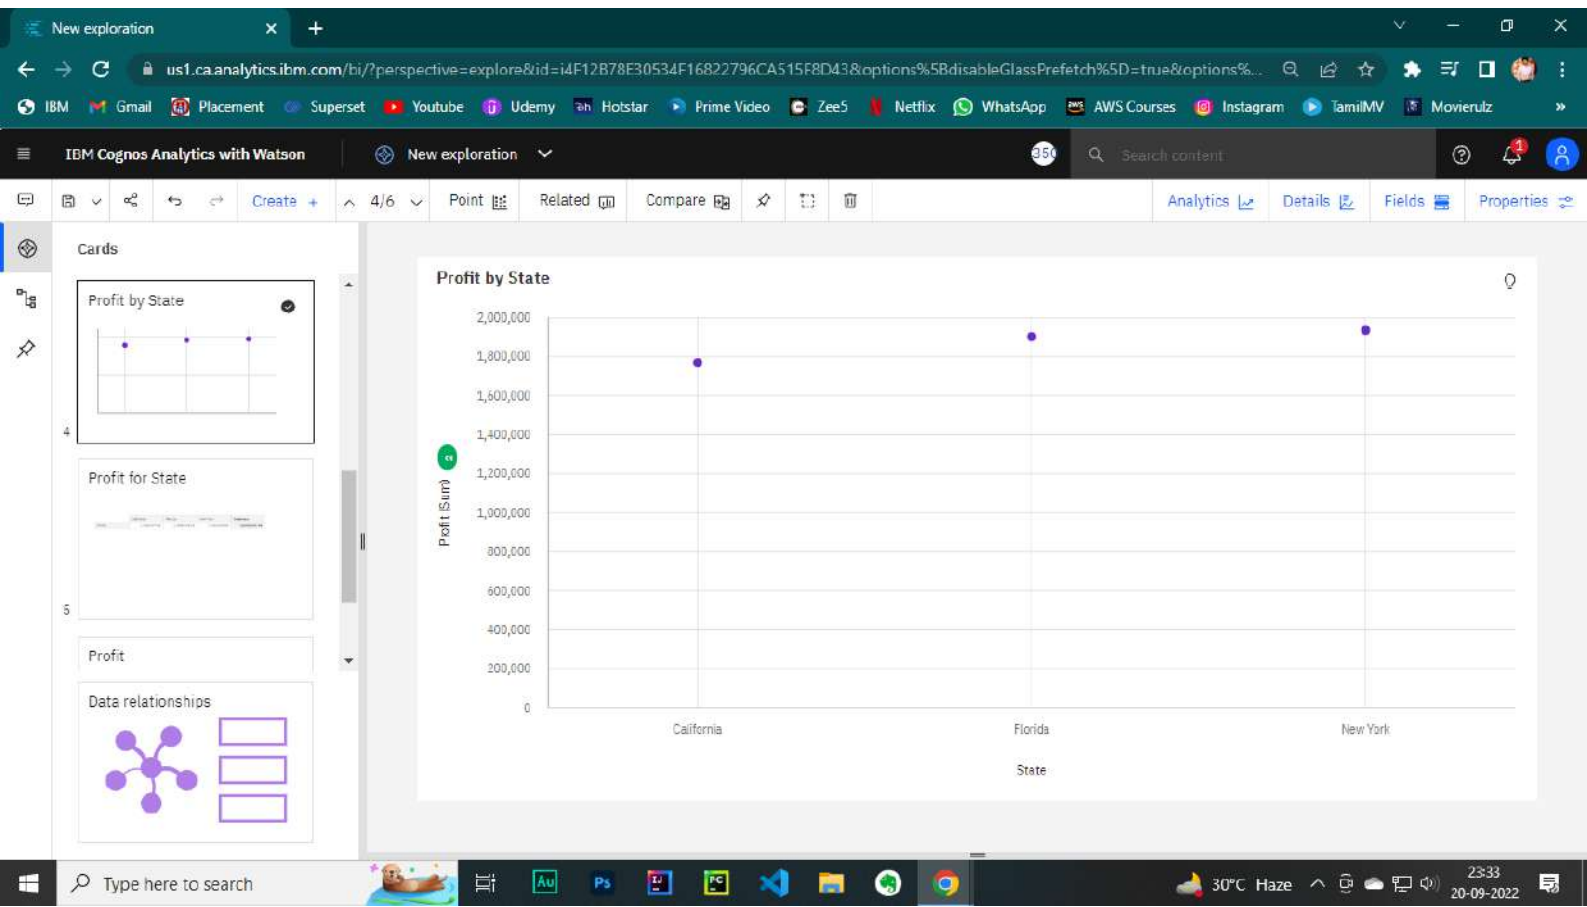 New exploration
us1.ca.analytics.ibm.com/bi/?perspective=explore&id=i4F12B78E30534F16822796CA515F8D43&options%5BdisableGlassPrefetch%5D=true&options%...
IBM Gmail Placement Superset Youtube Udemy Hotstar Prime Video Zee5 Netflix WhatsApp AWS Courses Instagram TamilMV Movierulz »
IBM Cognos Analytics with Watson New exploration Search content 1
Create + 4/6 Point Related Compare Analytics Details Fields Properties
Cards
Profit by State
4
Profit for State
5
Profit
Data relationships
Profit by State
2,000,000
1,800,000
1,600,000
1,400,000
1,200,000
1,000,000
800,000
600,000
400,000
200,000
0
Profit (Sum)
California Florida New York
State
Type here to search
Au Ps IJ PC
30°C Haze
23:33
20-09-2022